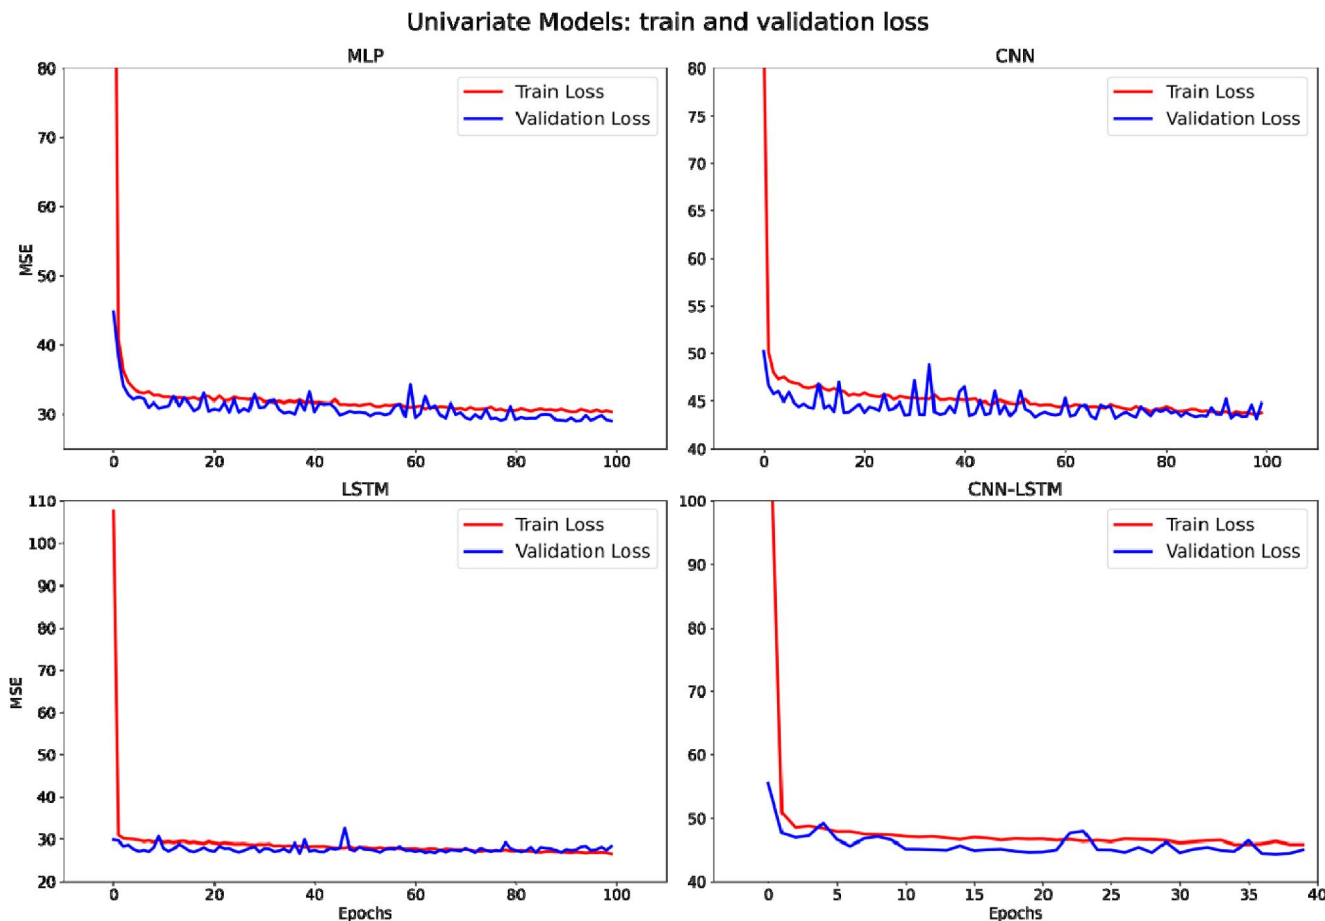 Univariate Models: train and validation loss
MLP
80
70
60
50
40
30
MSE
0 20 40 60 80 100
Train Loss
Validation Loss
CNN
80
75
70
65
60
55
50
45
40
0 20 40 60 80 100
Train Loss
Validation Loss
LSTM
110
100
90
80
70
60
50
40
30
20
MSE
0 20 40 60 80 100
Epochs
Train Loss
Validation Loss
CNN-LSTM
100
90
80
70
60
50
40
0 5 10 15 20 25 30 35 40
Epochs
Train Loss
Validation Loss